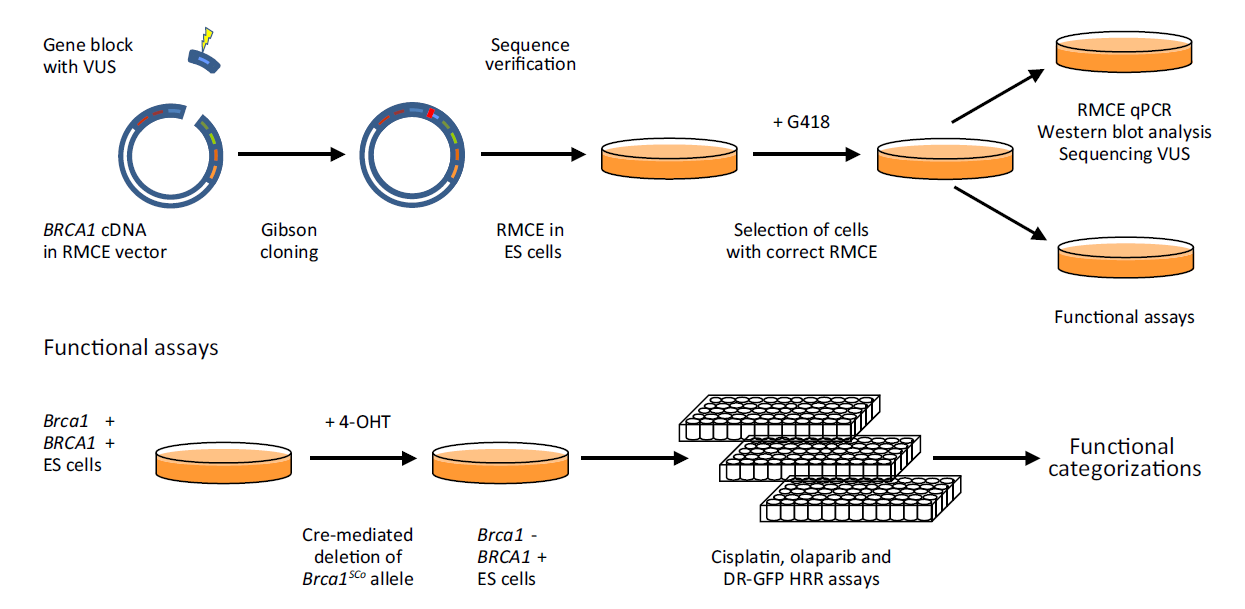 Gene block
with VUS
Sequence
verification
+ G418
RMCE qPCR
Western blot analysis
Sequencing VUS
BRCA1 cDNA
in RMCE vector
Gibson
cloning
RMCE in
ES cells
Selection of cells
with correct RMCE
Functional assays
Functional assays
Brca1 +
BRCA1 +
ES cells
+ 4-OHT
Functional
categorizations
Cre-mediated
deletion of
Brca1SCo allele
Brca1 -
BRCA1 +
ES cells
Cisplatin, olaparib and
DR-GFP HRR assays